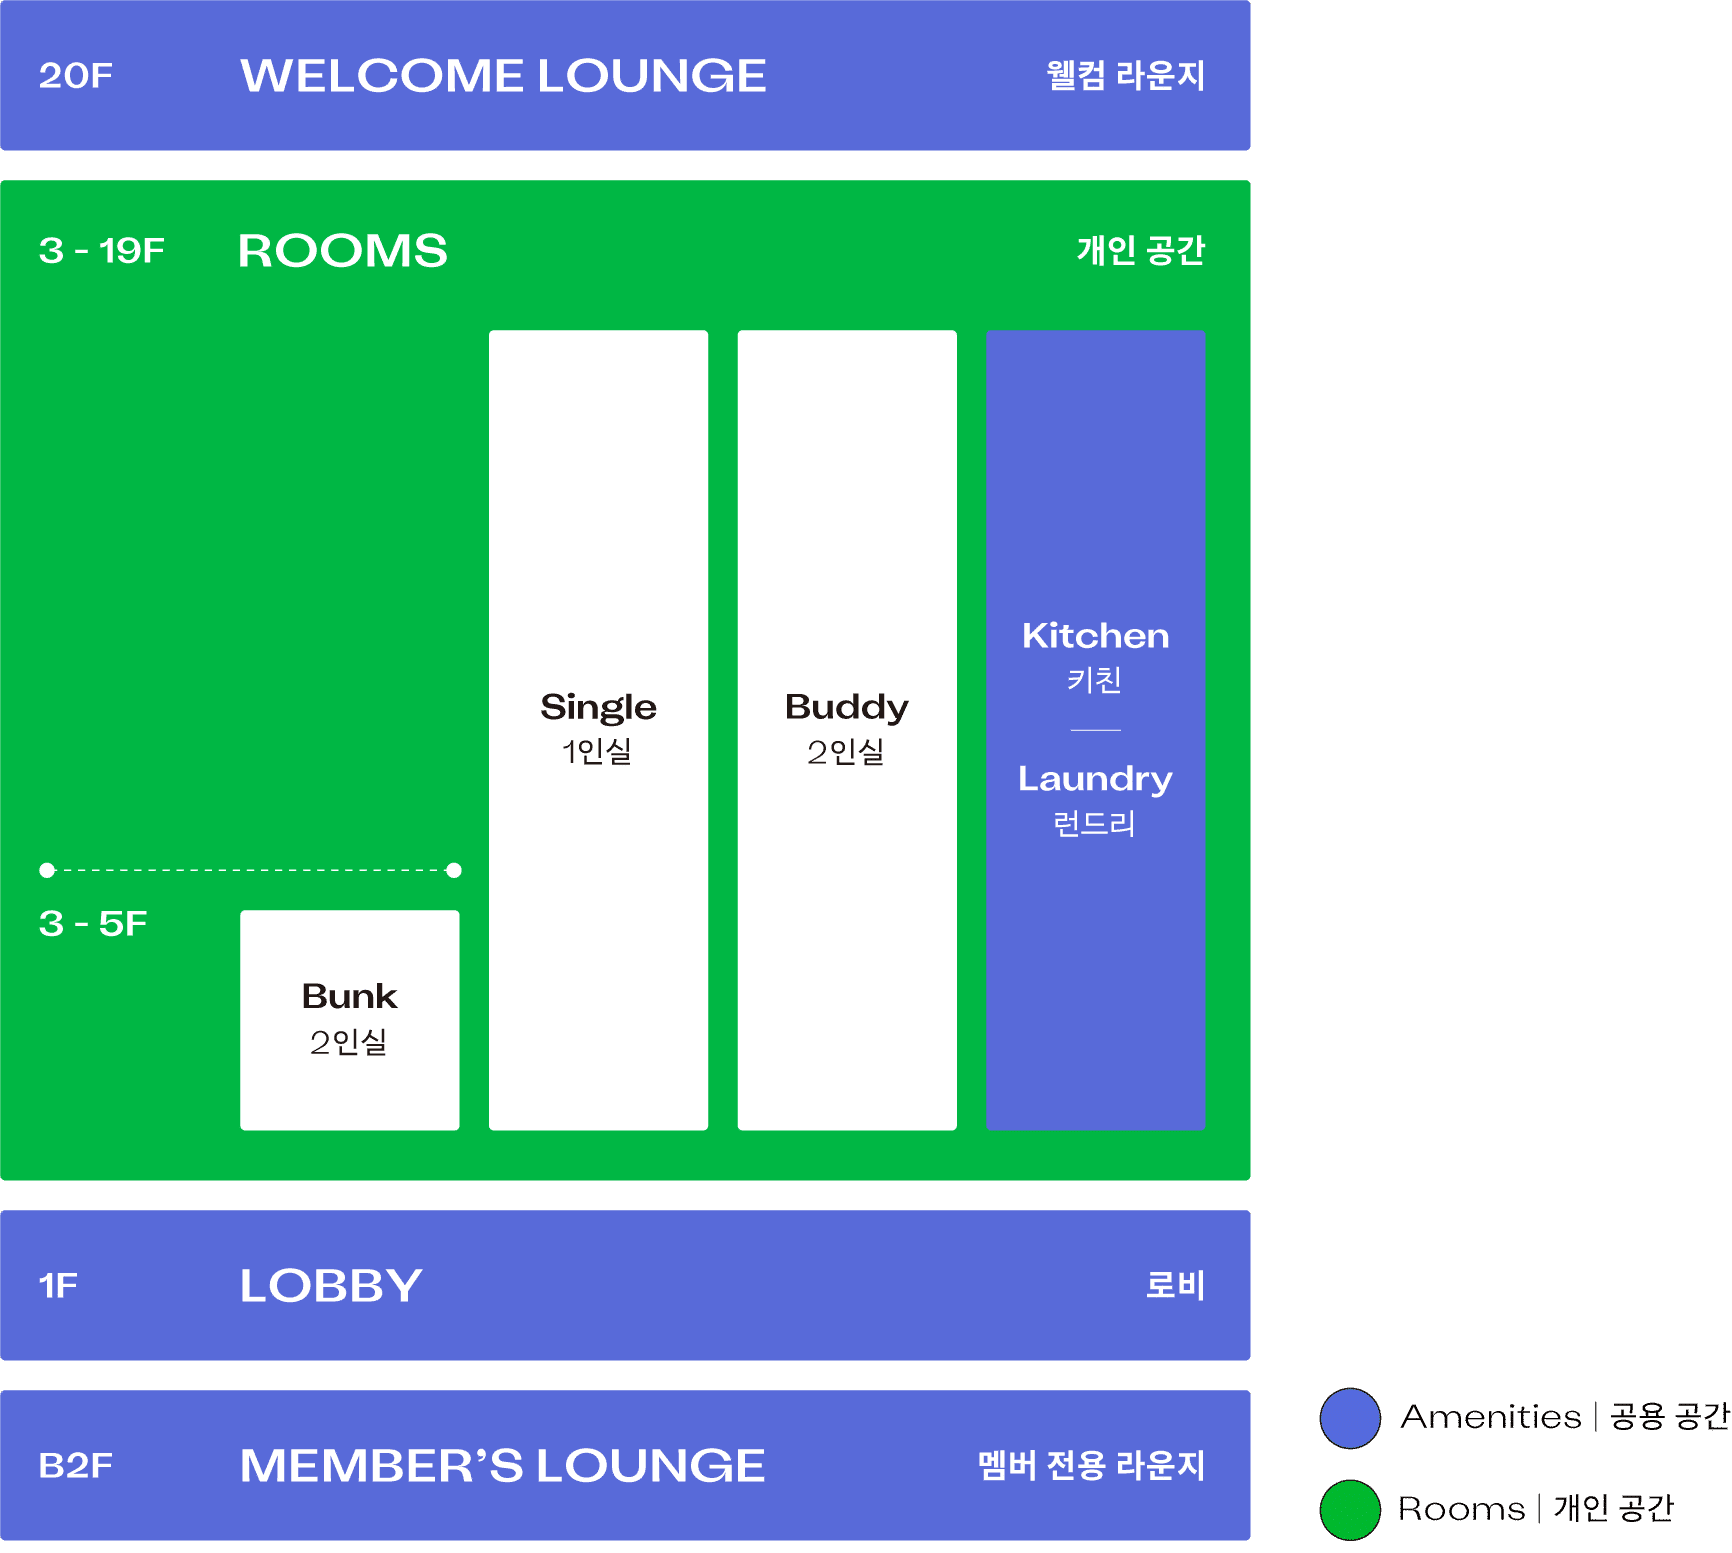 20F WELCOME LOUNGE 웰컴 라운지
3 - 19F ROOMS 개인 공간
Single
1인실
Buddy
2인실
Kitchen
키친
Laundry
런드리
3 - 5F
Bunk
2인실
1F LOBBY 로비
B2F MEMBER’S LOUNGE 멤버 전용 라운지
Amenities | 공용 공간
Rooms | 개인 공간